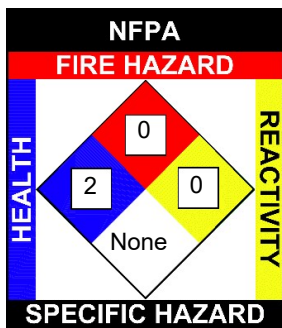 NFPA
FIRE HAZARD
HEALTH
0
2
0
REACTIVITY
None
SPECIFIC HAZARD